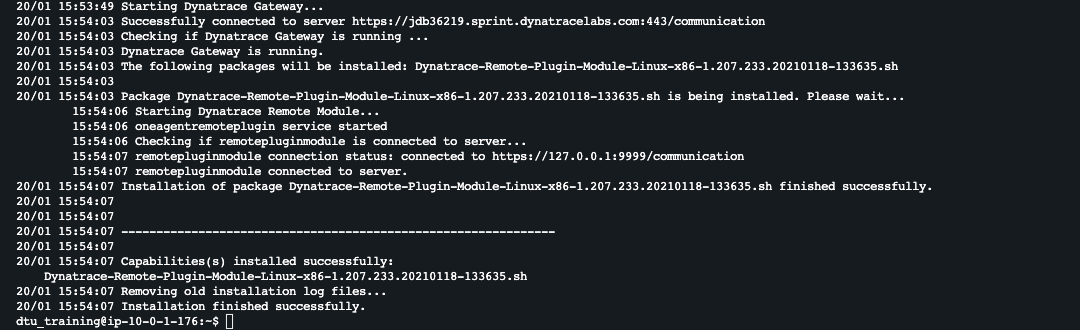 20/01 15:53:49 Starting Dynatrace Gateway...
20/01 15:54:03 Successfully connected to server https://jdb36219.sprint.dynatracelabs.com:443/communication
20/01 15:54:03 Checking if Dynatrace Gateway is running ...
20/01 15:54:03 Dynatrace Gateway is running.
20/01 15:54:03 The following packages will be installed: Dynatrace-Remote-Plugin-Module-Linux-x86-1.207.233.20210118-133635.sh
20/01 15:54:03
20/01 15:54:03 Package Dynatrace-Remote-Plugin-Module-Linux-x86-1.207.233.20210118-133635.sh is being installed. Please wait...
15:54:06 Starting Dynatrace Remote Module...
15:54:06 oneagentremoteplugin service started
15:54:06 Checking if remotepluginmodule is connected to server...
15:54:07 remotepluginmodule connection status: connected to https://127.0.0.1:9999/communication
15:54:07 remotepluginmodule connected to server.
20/01 15:54:07 Installation of package Dynatrace-Remote-Plugin-Module-Linux-x86-1.207.233.20210118-133635.sh finished successfully.
20/01 15:54:07
20/01 15:54:07
20/01 15:54:07 --------------------------------------------------------------
20/01 15:54:07
20/01 15:54:07 Capabilities(s) installed successfully:
Dynatrace-Remote-Plugin-Module-Linux-x86-1.207.233.20210118-133635.sh
20/01 15:54:07 Removing old installation log files...
20/01 15:54:07 Installation finished successfully.
dtu_training@ip-10-0-1-176:~$